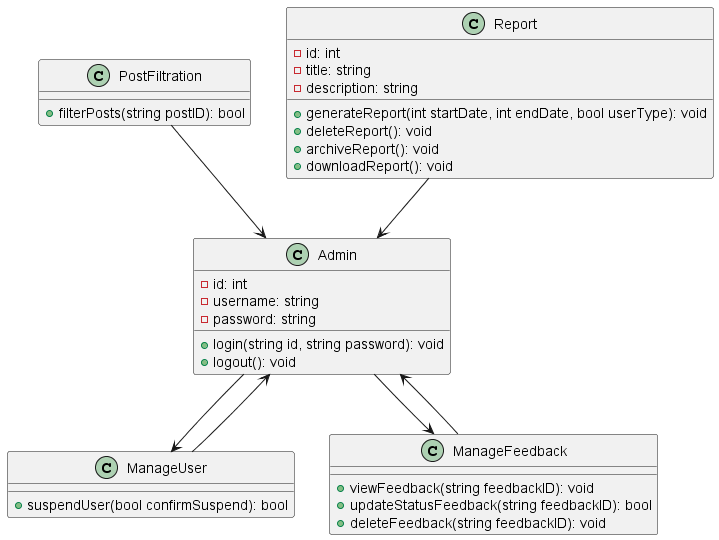 C Report
id: int
title: string
description: string
generateReport(int startDate, int endDate, bool userType): void
deleteReport(): void
archiveReport(): void
downloadReport(): void
C PostFiltration
filterPosts(string postID): bool
C Admin
id: int
username: string
password: string
login(string id, string password): void
logout(): void
C ManageUser
suspendUser(bool confirmSuspend): bool
C ManageFeedback
viewFeedback(string feedbackID): void
updateStatusFeedback(string feedbackID): bool
deleteFeedback(string feedbackID): void